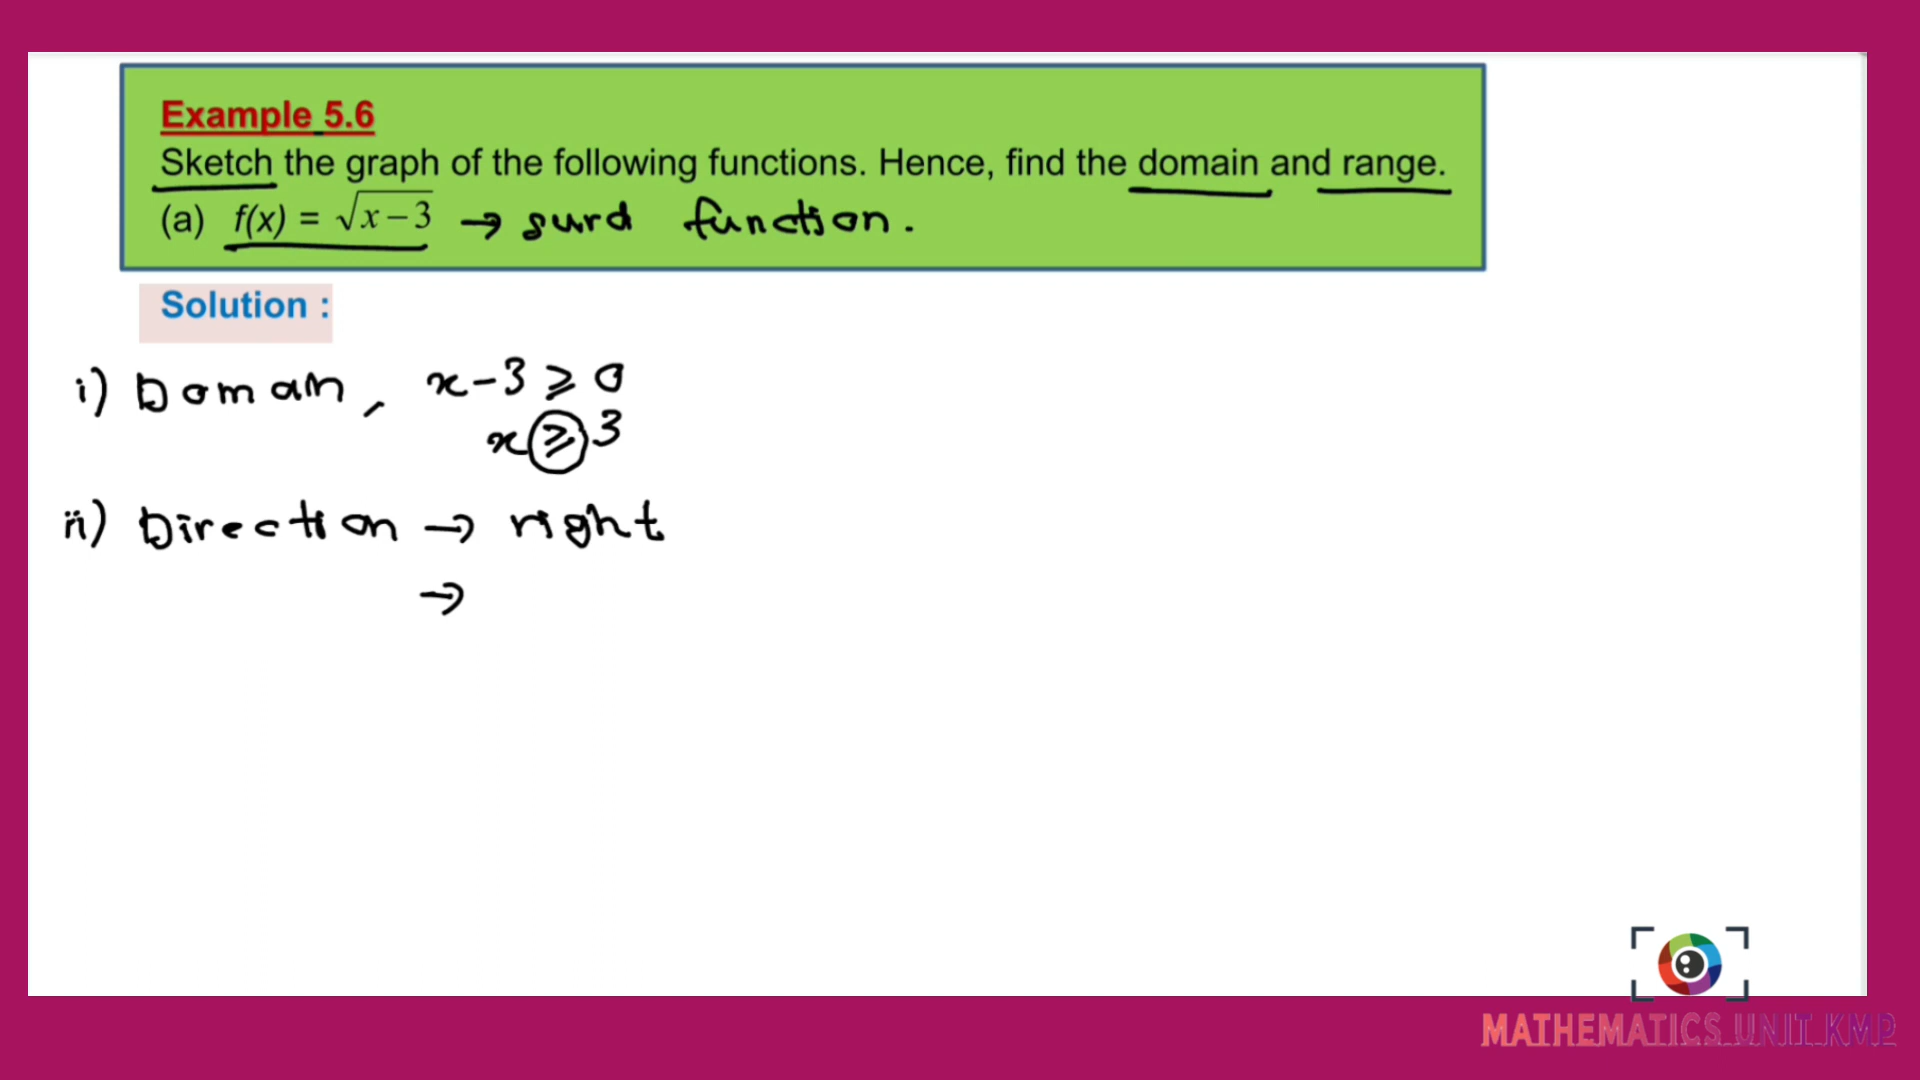 Example 5.6
Sketch the graph of the following functions. Hence, find the domain and range.
(a) f(x) = √x − 3 → surd function.
Solution :
i) Domain, x - 3 ⩾ 0
x ⩾ 3
ii) Direction → right
→
MATHEMATICS UNIT KMP